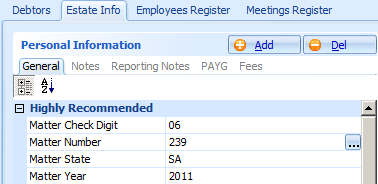 Debtors Estate Info Employees Register Meetings Register
Personal Information Add Del
General Notes Reporting Notes PAYG Fees
A Z
Highly Recommended
Matter Check Digit 06
Matter Number 239 ...
Matter State SA
Matter Year 2011